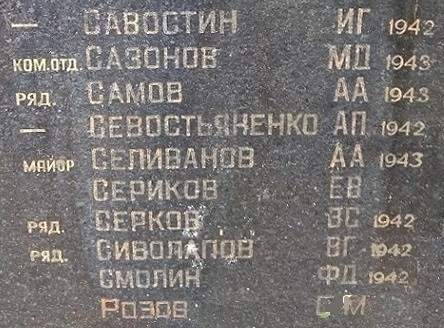 — САВОСТИН ИГ 1942
КОМ.ОТД. САЗОНОВ МД 1943
РЯД. САМОВ АА 1943
— СЕВОСТЬЯНЕНКО АП 1942
МАЙОР СЕЛИВАНОВ АА 1943
СЕРИКОВ ЕВ
РЯД. СЕРКОВ ВС 1942
РЯД. СИВОЛАПОВ ВГ 1942
СМОЛИН ФД 1942
РОЗОВ С М